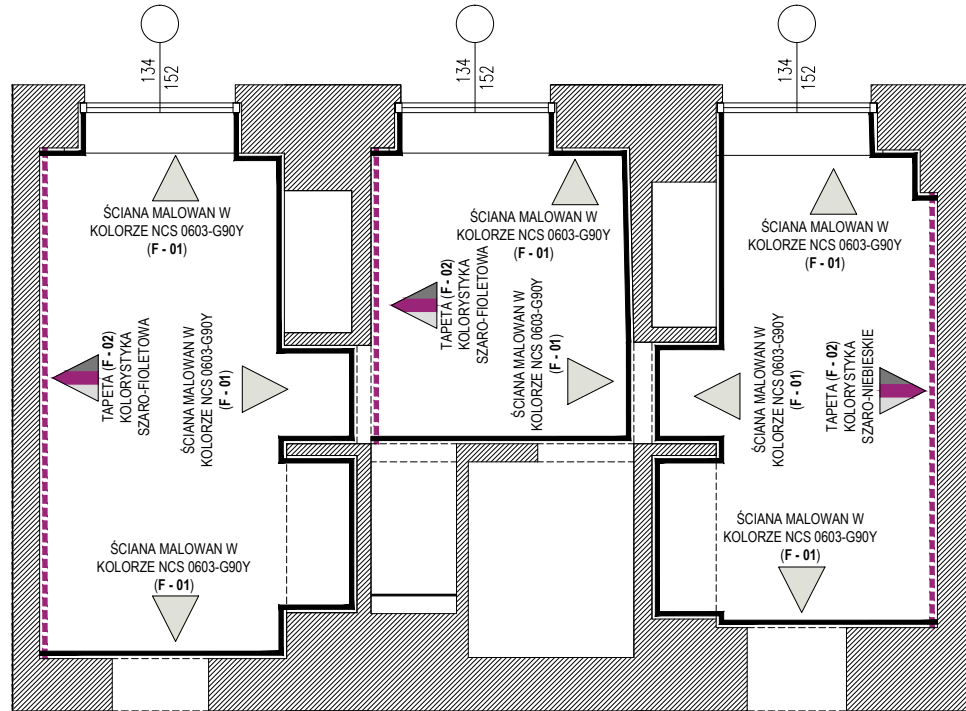 134
152
134
152
134
152
ŚCIANA MALOWAN W
KOLORZE NCS 0603-G90Y
(F - 01)
TAPETA (F - 02)
KOLORYSTYKA
SZARO-FIOLETOWA
ŚCIANA MALOWAN W
KOLORZE NCS 0603-G90Y
(F - 01)
ŚCIANA MALOWAN W
KOLORZE NCS 0603-G90Y
(F - 01)
ŚCIANA MALOWAN W
KOLORZE NCS 0603-G90Y
(F - 01)
TAPETA (F - 02)
KOLORYSTYKA
SZARO-FIOLETOWA
ŚCIANA MALOWAN W
KOLORZE NCS 0603-G90Y
(F - 01)
ŚCIANA MALOWAN W
KOLORZE NCS 0603-G90Y
(F - 01)
ŚCIANA MALOWAN W
KOLORZE NCS 0603-G90Y
(F - 01)
TAPETA (F - 02)
KOLORYSTYKA
SZARO-NIEBIESKIE
ŚCIANA MALOWAN W
KOLORZE NCS 0603-G90Y
(F - 01)